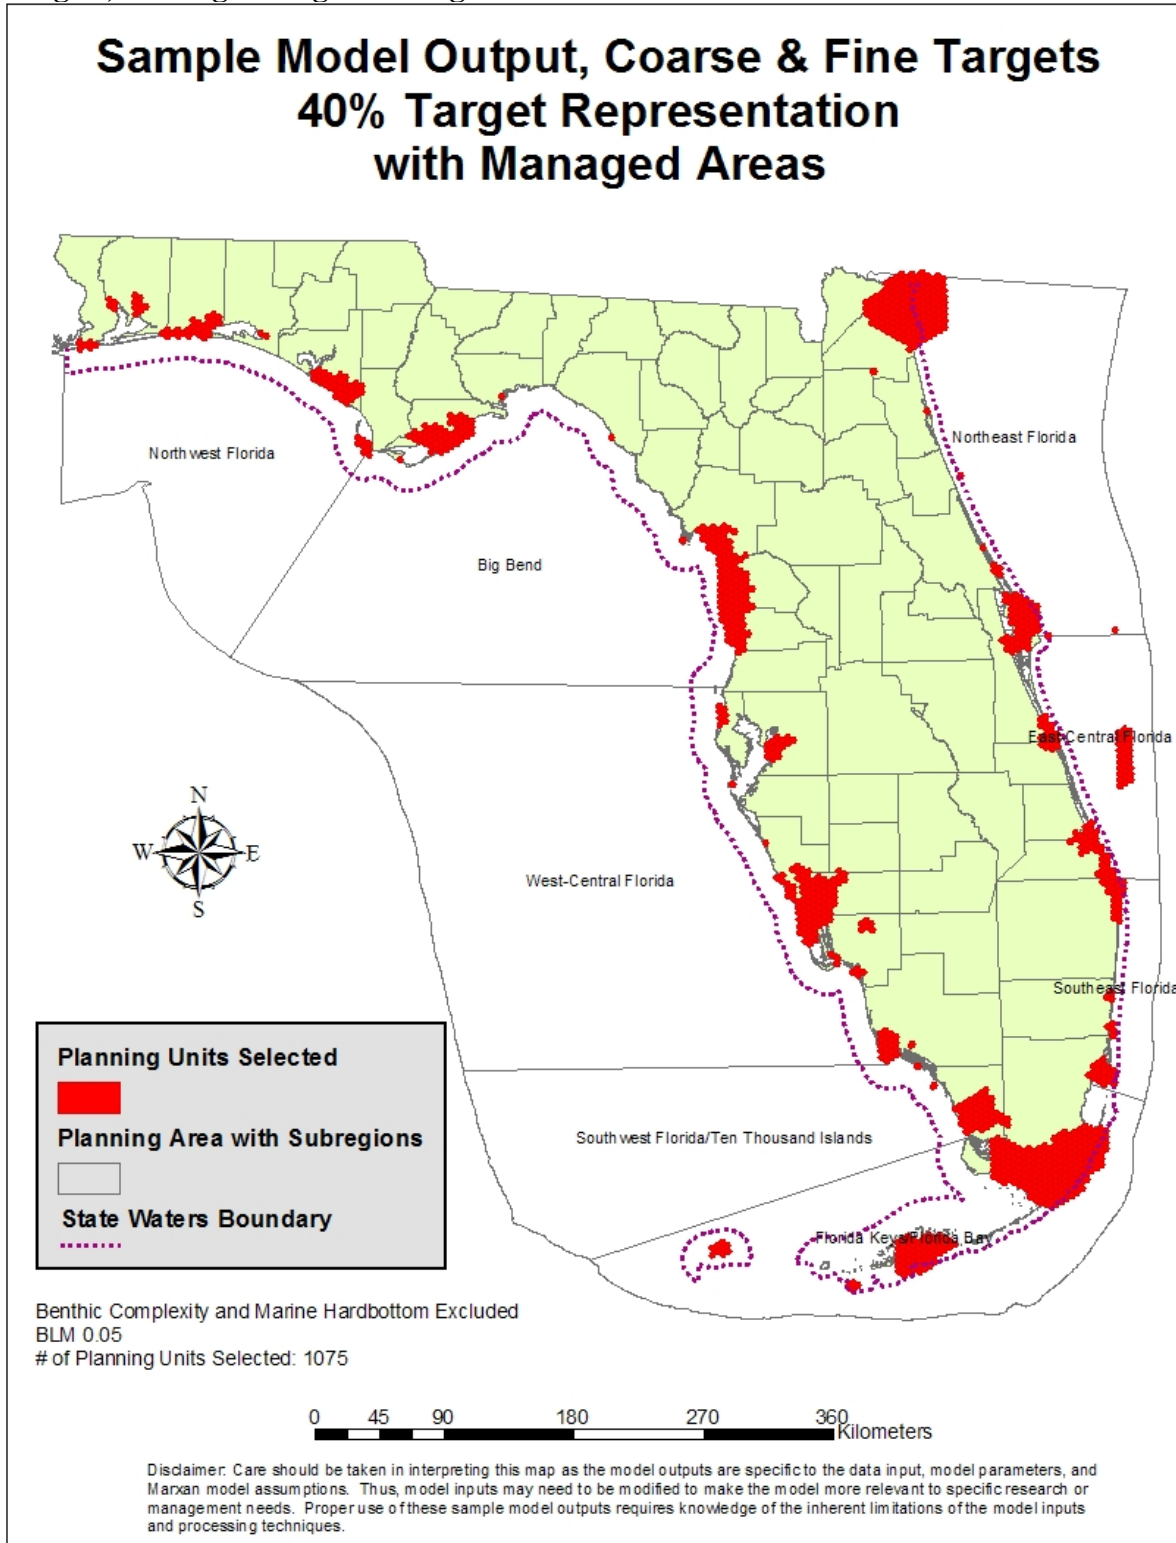 Sample Model Output, Coarse & Fine Targets
40% Target Representation
with Managed Areas
Northwest Florida
Northeast Florida
Big Bend
East-Central Florida
N
W
E
S
West-Central Florida
Southeast Florida
Planning Units Selected
Planning Area with Subregions
State Waters Boundary
Southwest Florida/Ten Thousand Islands
Florida Keys/Florida Bay
Benthic Complexity and Marine Hardbottom Excluded
BLM 0.05
# of Planning Units Selected: 1075
0 45 90 180 270 360
Kilometers
Disclaimer: Care should be taken in interpreting this map as the model outputs are specific to the data input, model parameters, and
Marxan model assumptions. Thus, model inputs may need to be modified to make the model more relevant to specific research or
management needs. Proper use of these sample model outputs requires knowledge of the inherent limitations of the model inputs
and processing techniques.